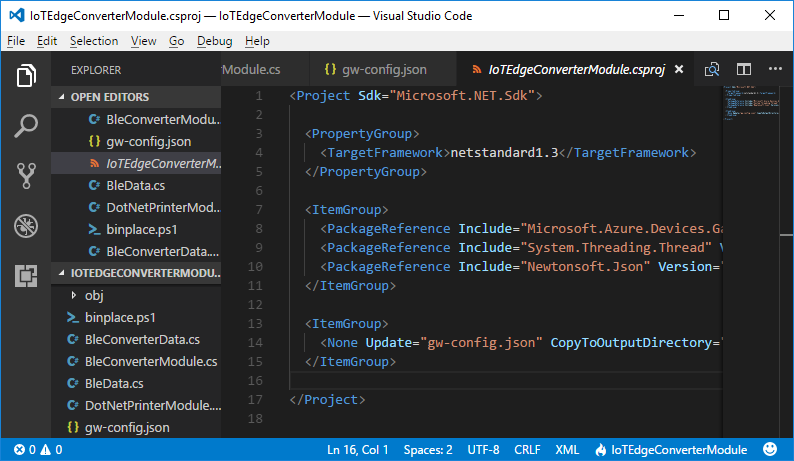 IoTEdgeConverterModule.csproj — IoTEdgeConverterModule — Visual Studio Code
File Edit Selection View Go Debug Help
EXPLORER
OPEN EDITORS
C# BleConverterModu...
{} gw-config.json
IoTEdgeConverterM...
C# BleData.cs
C# DotNetPrinterMod...
binplace.ps1
C# BleConverterData....
IOTEDGECONVERTERMODU...
obj
binplace.ps1
C# BleConverterData.cs
C# BleConverterModule.cs
C# BleData.cs
C# DotNetPrinterModule....
{} gw-config.json
rModule.cs {} gw-config.json IoTEdgeConverterModule.csproj
1 <Project Sdk="Microsoft.NET.Sdk">
2
3 <PropertyGroup>
4 <TargetFramework>netstandard1.3</TargetFramework>
5 </PropertyGroup>
6
7 <ItemGroup>
8 <PackageReference Include="Microsoft.Azure.Devices.Ga
9 <PackageReference Include="System.Threading.Thread" V
10 <PackageReference Include="Newtonsoft.Json" Version="
11 </ItemGroup>
12
13 <ItemGroup>
14 <None Update="gw-config.json" CopyToOutputDirectory="
15 </ItemGroup>
16
17 </Project>
18
0 0 Ln 16, Col 1 Spaces: 2 UTF-8 CRLF XML IoTEdgeConverterModule